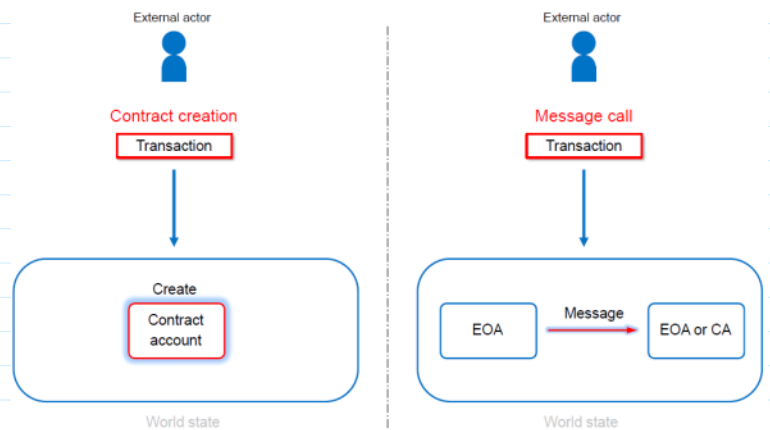 External actor
Contract creation
Transaction
Create
Contract
account
World state
External actor
Message call
Transaction
EOA
Message
EOA or CA
World state